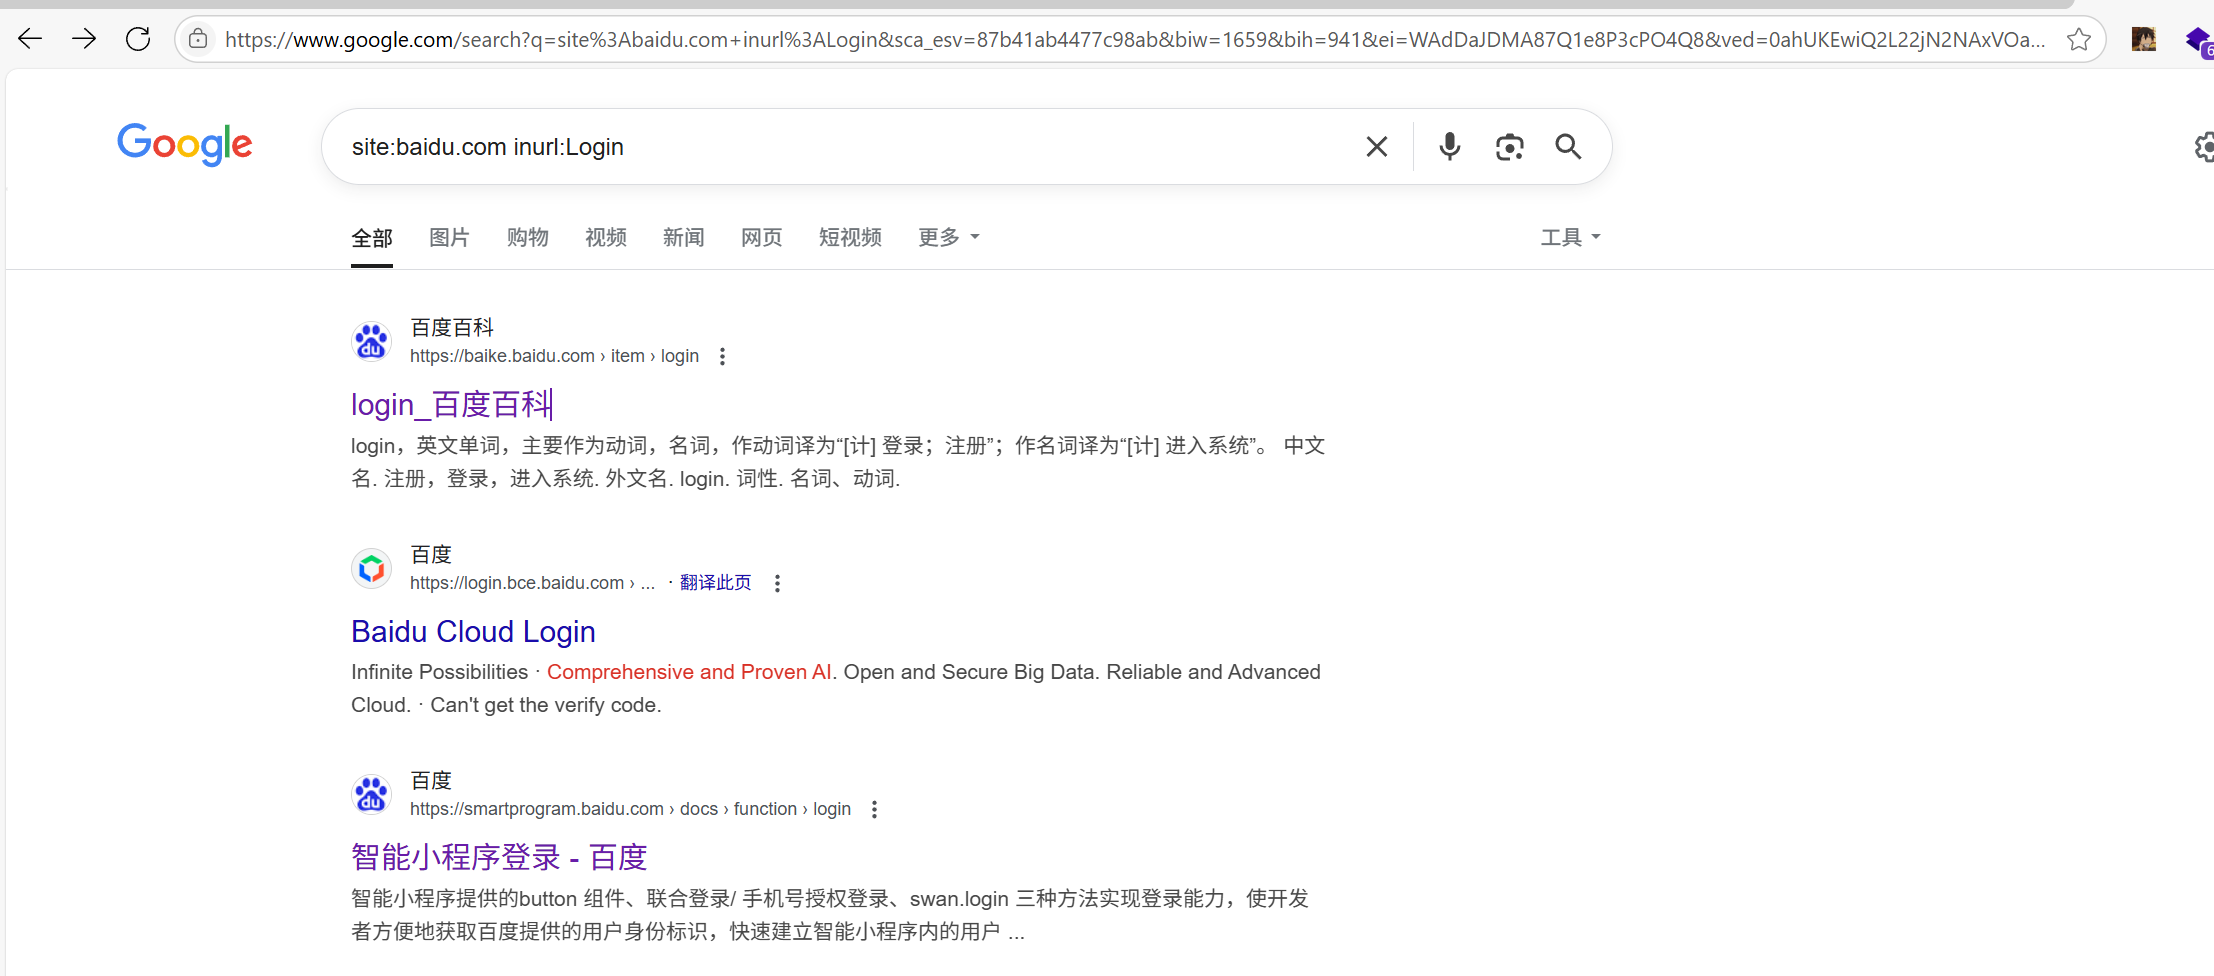 https://www.google.com/search?q=site%3Abaidu.com+inurl%3ALogin&sca_esv=87b41ab4477c98ab&biw=1659&bih=941&ei=WAdDaJDMA87Q1e8P3cPO4Q8&ved=0ahUKEwiQ2L22jN2NAxVOa...
6
Google
site:baidu.com inurl:Login
全部 图片 购物 视频 新闻 网页 短视频 更多 工具
百度百科
https://baike.baidu.com › item › login
login_百度百科
login，英文单词，主要作为动词，名词，作动词译为“[计] 登录；注册”；作名词译为“[计] 进入系统”。 中文
名. 注册，登录，进入系统. 外文名. login. 词性. 名词、动词.
百度
https://login.bce.baidu.com › ... · 翻译此页
Baidu Cloud Login
Infinite Possibilities · Comprehensive and Proven AI. Open and Secure Big Data. Reliable and Advanced
Cloud. · Can't get the verify code.
du
百度
https://smartprogram.baidu.com › docs › function › login
智能小程序登录 - 百度
智能小程序提供的button 组件、联合登录/ 手机号授权登录、swan.login 三种方法实现登录能力，使开发
者方便地获取百度提供的用户身份标识，快速建立智能小程序内的用户 ...